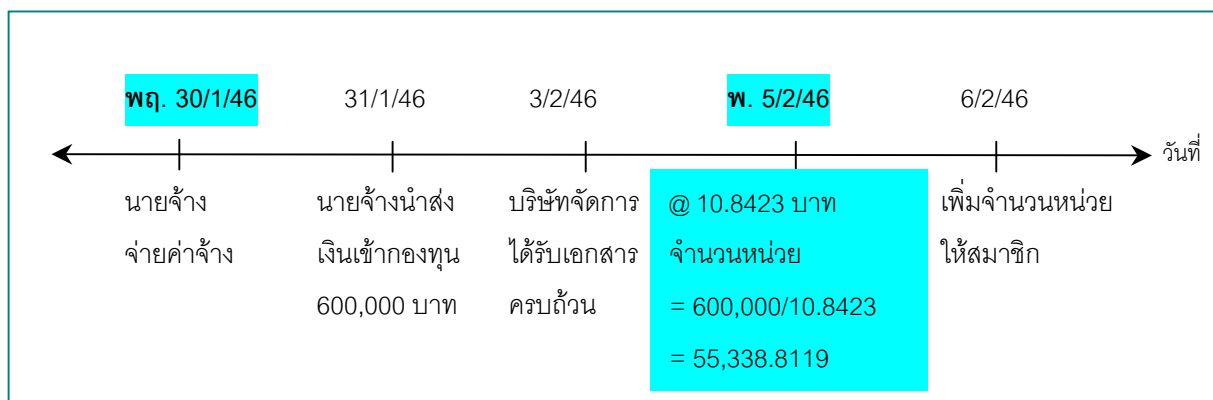 พฤ. 30/1/46 31/1/46 3/2/46 พ. 5/2/46 6/2/46
วันที่
นายจ้าง นายจ้างนำส่ง บริษัทจัดการ @ 10.8423 บาท เพิ่มจำนวนหน่วย
จ่ายค่าจ้าง เงินเข้ากองทุน ได้รับเอกสาร จำนวนหน่วย ให้สมาชิก
600,000 บาท ครบถ้วน = 600,000/10.8423
= 55,338.8119